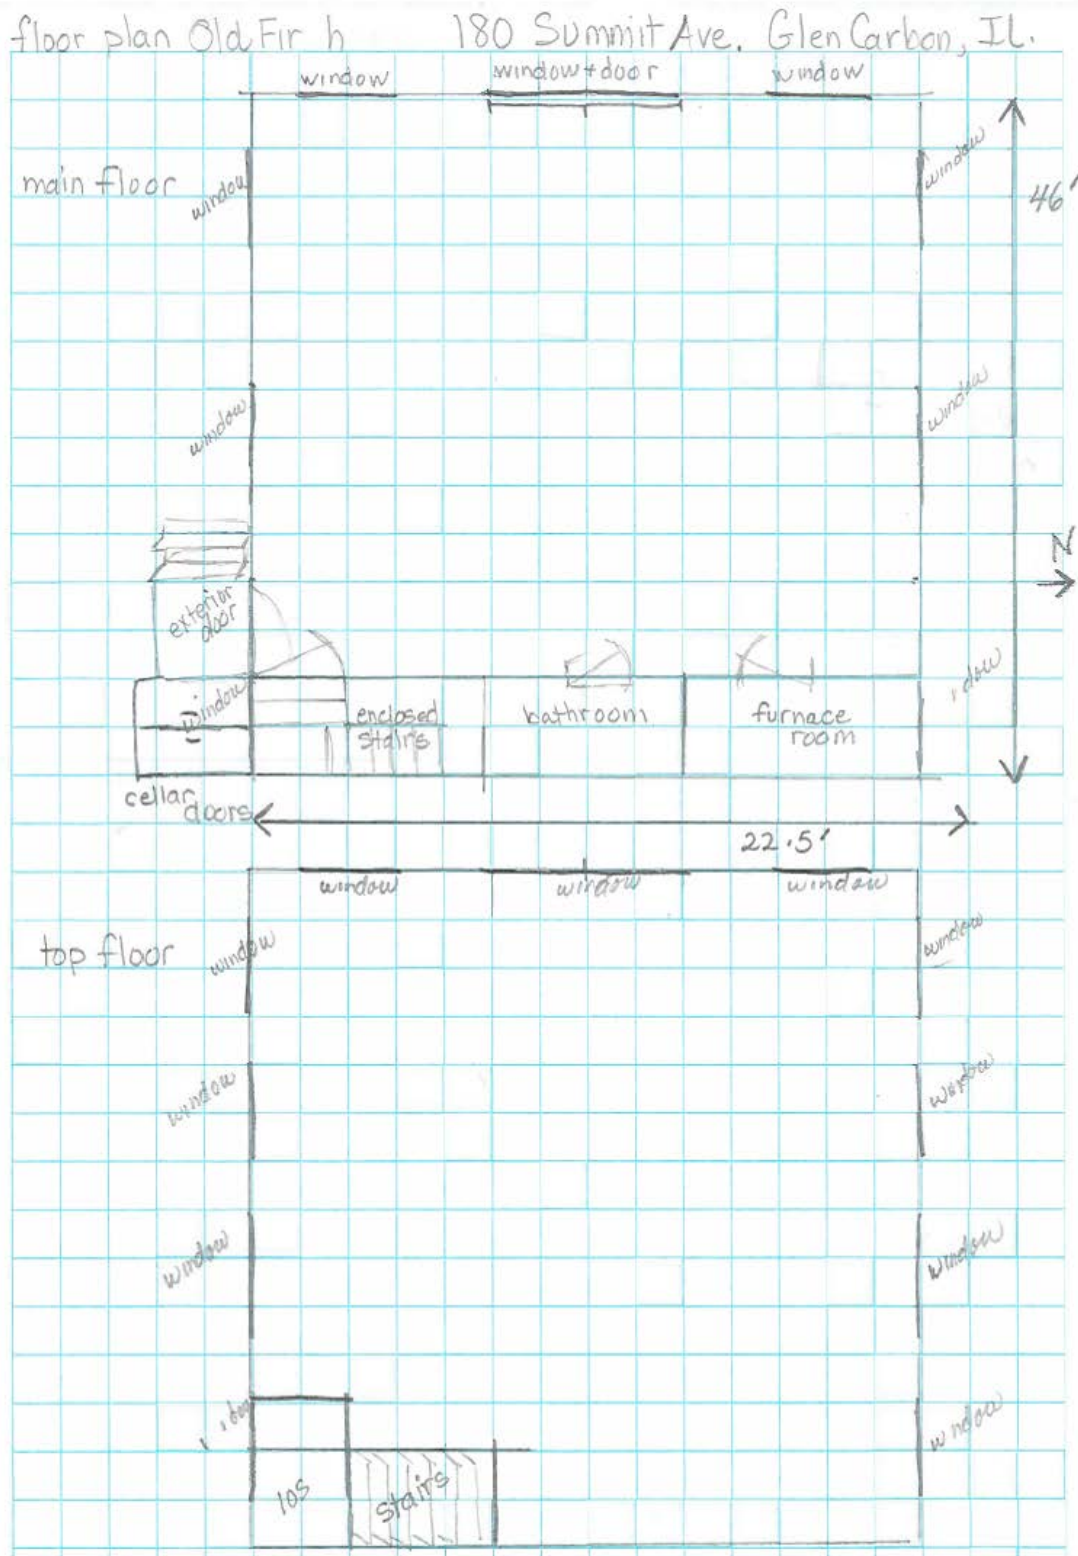 floor plan Old Fir h 180 Summit Ave. Glen Carbon, Il.
window window + door window
main floor
window window
46'
window window
N
exterior
door
window dow
enclosed
stairs
bathroom
furnace
room
cellar
doors
22.5'
window window window
top floor
window window
window window
window window
window
stairs